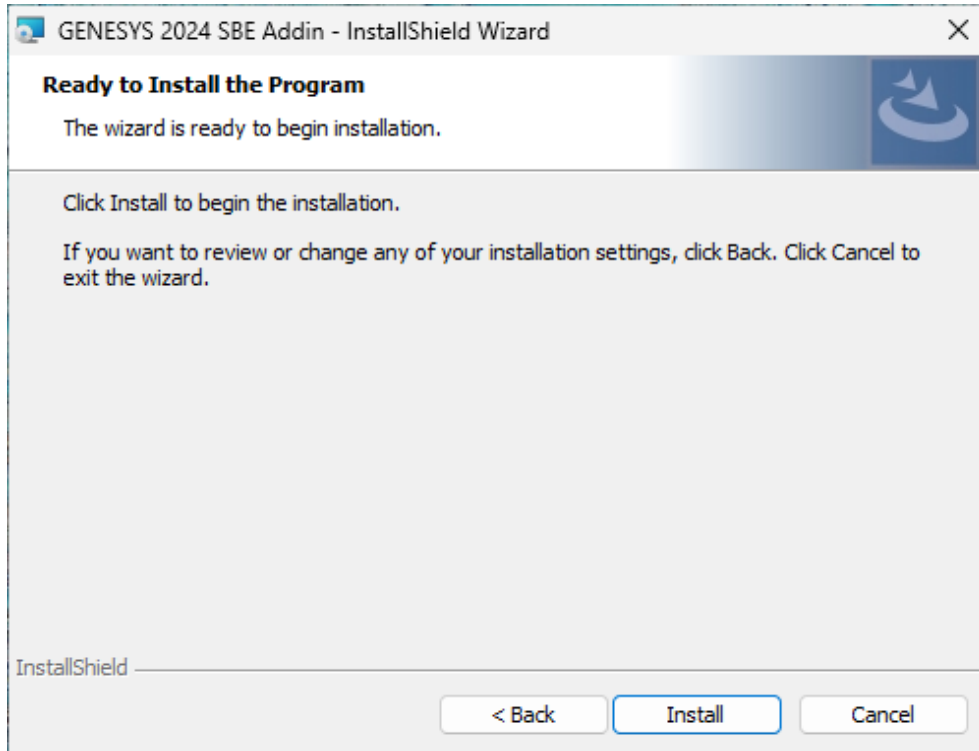 GENESYS 2024 SBE Addin - InstallShield Wizard
Ready to Install the Program
The wizard is ready to begin installation.
Click Install to begin the installation.
If you want to review or change any of your installation settings, click Back. Click Cancel to
exit the wizard.
InstallShield
< Back
Install
Cancel